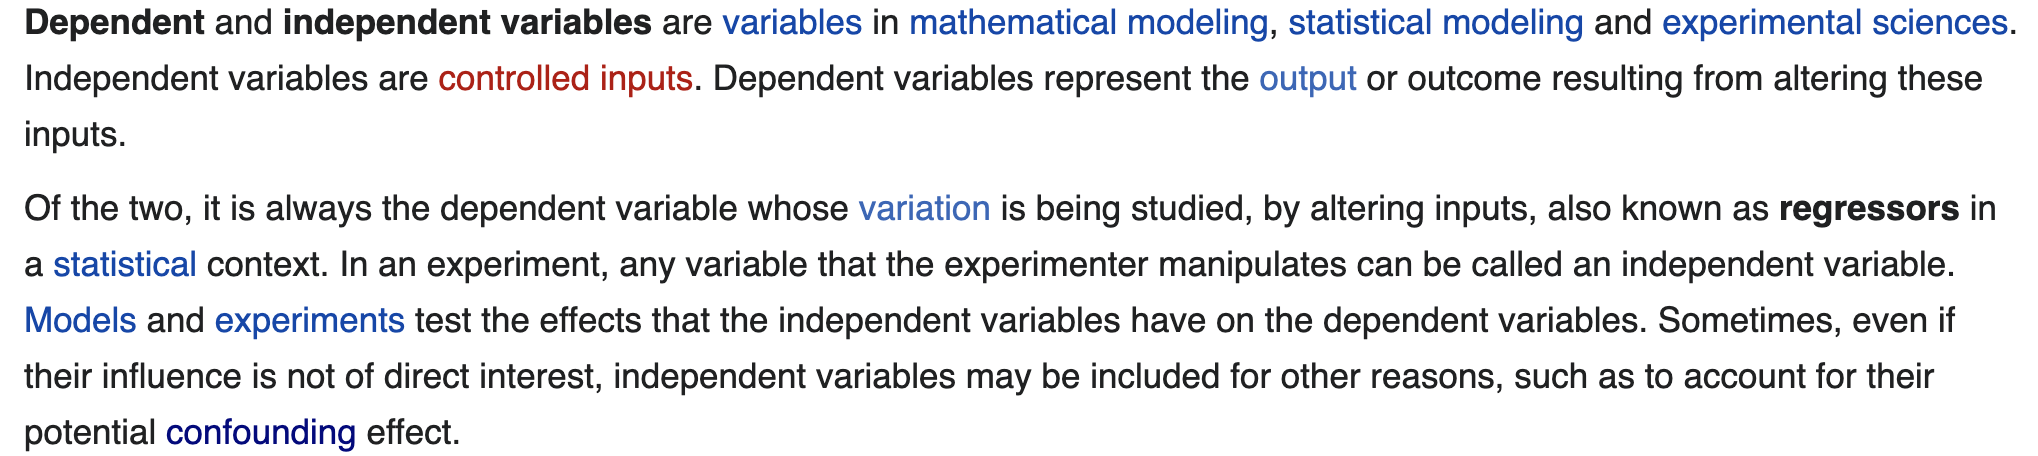 Dependent and independent variables are variables in mathematical modeling, statistical modeling and experimental sciences.
Independent variables are controlled inputs. Dependent variables represent the output or outcome resulting from altering these
inputs.
Of the two, it is always the dependent variable whose variation is being studied, by altering inputs, also known as regressors in
a statistical context. In an experiment, any variable that the experimenter manipulates can be called an independent variable.
Models and experiments test the effects that the independent variables have on the dependent variables. Sometimes, even if
their influence is not of direct interest, independent variables may be included for other reasons, such as to account for their
potential confounding effect.